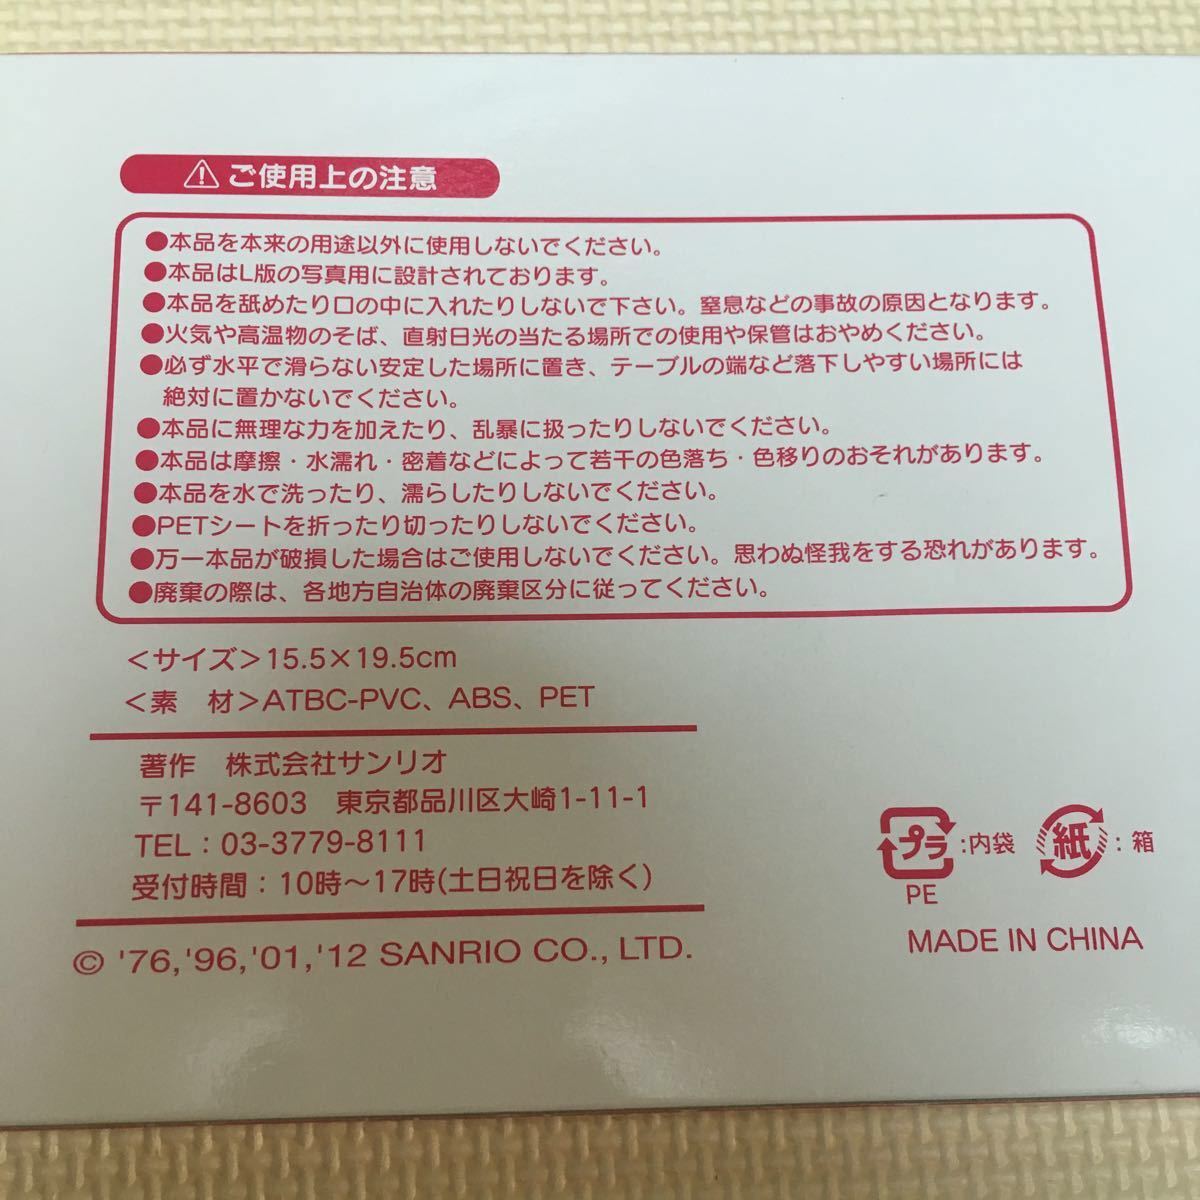 ⚠ ご使用上の注意
●本品を本来の用途以外に使用しないでください。
●本品はL版の写真用に設計されております。
●本品を舐めたり口の中に入れたりしないで下さい。窒息などの事故の原因となります。
●火気や高温物のそば、直射日光の当たる場所での使用や保管はおやめください。
●必ず水平で滑らない安定した場所に置き、テーブルの端など落下しやすい場所には
絶対に置かないでください。
●本品に無理な力を加えたり、乱暴に扱ったりしないでください。
●本品は摩擦・水濡れ・密着などによって若干の色落ち・色移りのおそれがあります。
●本品を水で洗ったり、濡らしたりしないでください。
●PETシートを折ったり切ったりしないでください。
●万一本品が破損した場合はご使用しないでください。思わぬ怪我をする恐れがあります。
●廃棄の際は、各地方自治体の廃棄区分に従ってください。
＜サイズ＞15.5×19.5cm
＜素　材＞ATBC-PVC、ABS、PET
著作　株式会社サンリオ
〒141-8603　東京都品川区大崎1-11-1
TEL：03-3779-8111
受付時間：10時～17時(土日祝日を除く)
© '76,'96,'01,'12 SANRIO CO., LTD.
プラ:内袋 紙:箱
PE
MADE IN CHINA